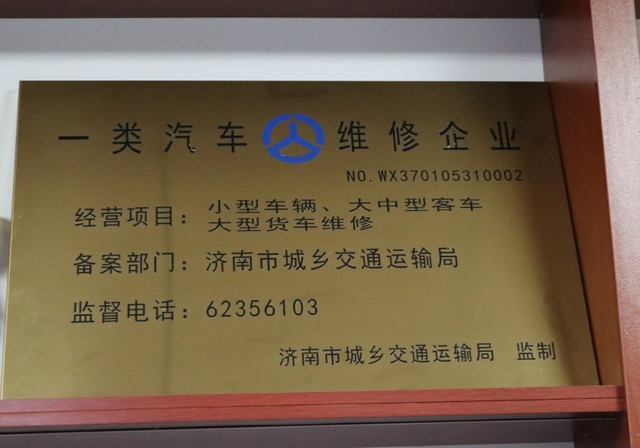 一类汽车维修企业
NO.WX370105310002
经营项目：小型车辆、大中型客车
大型货车维修
备案部门：济南市城乡交通运输局
监督电话：62356103
济南市城乡交通运输局 监制